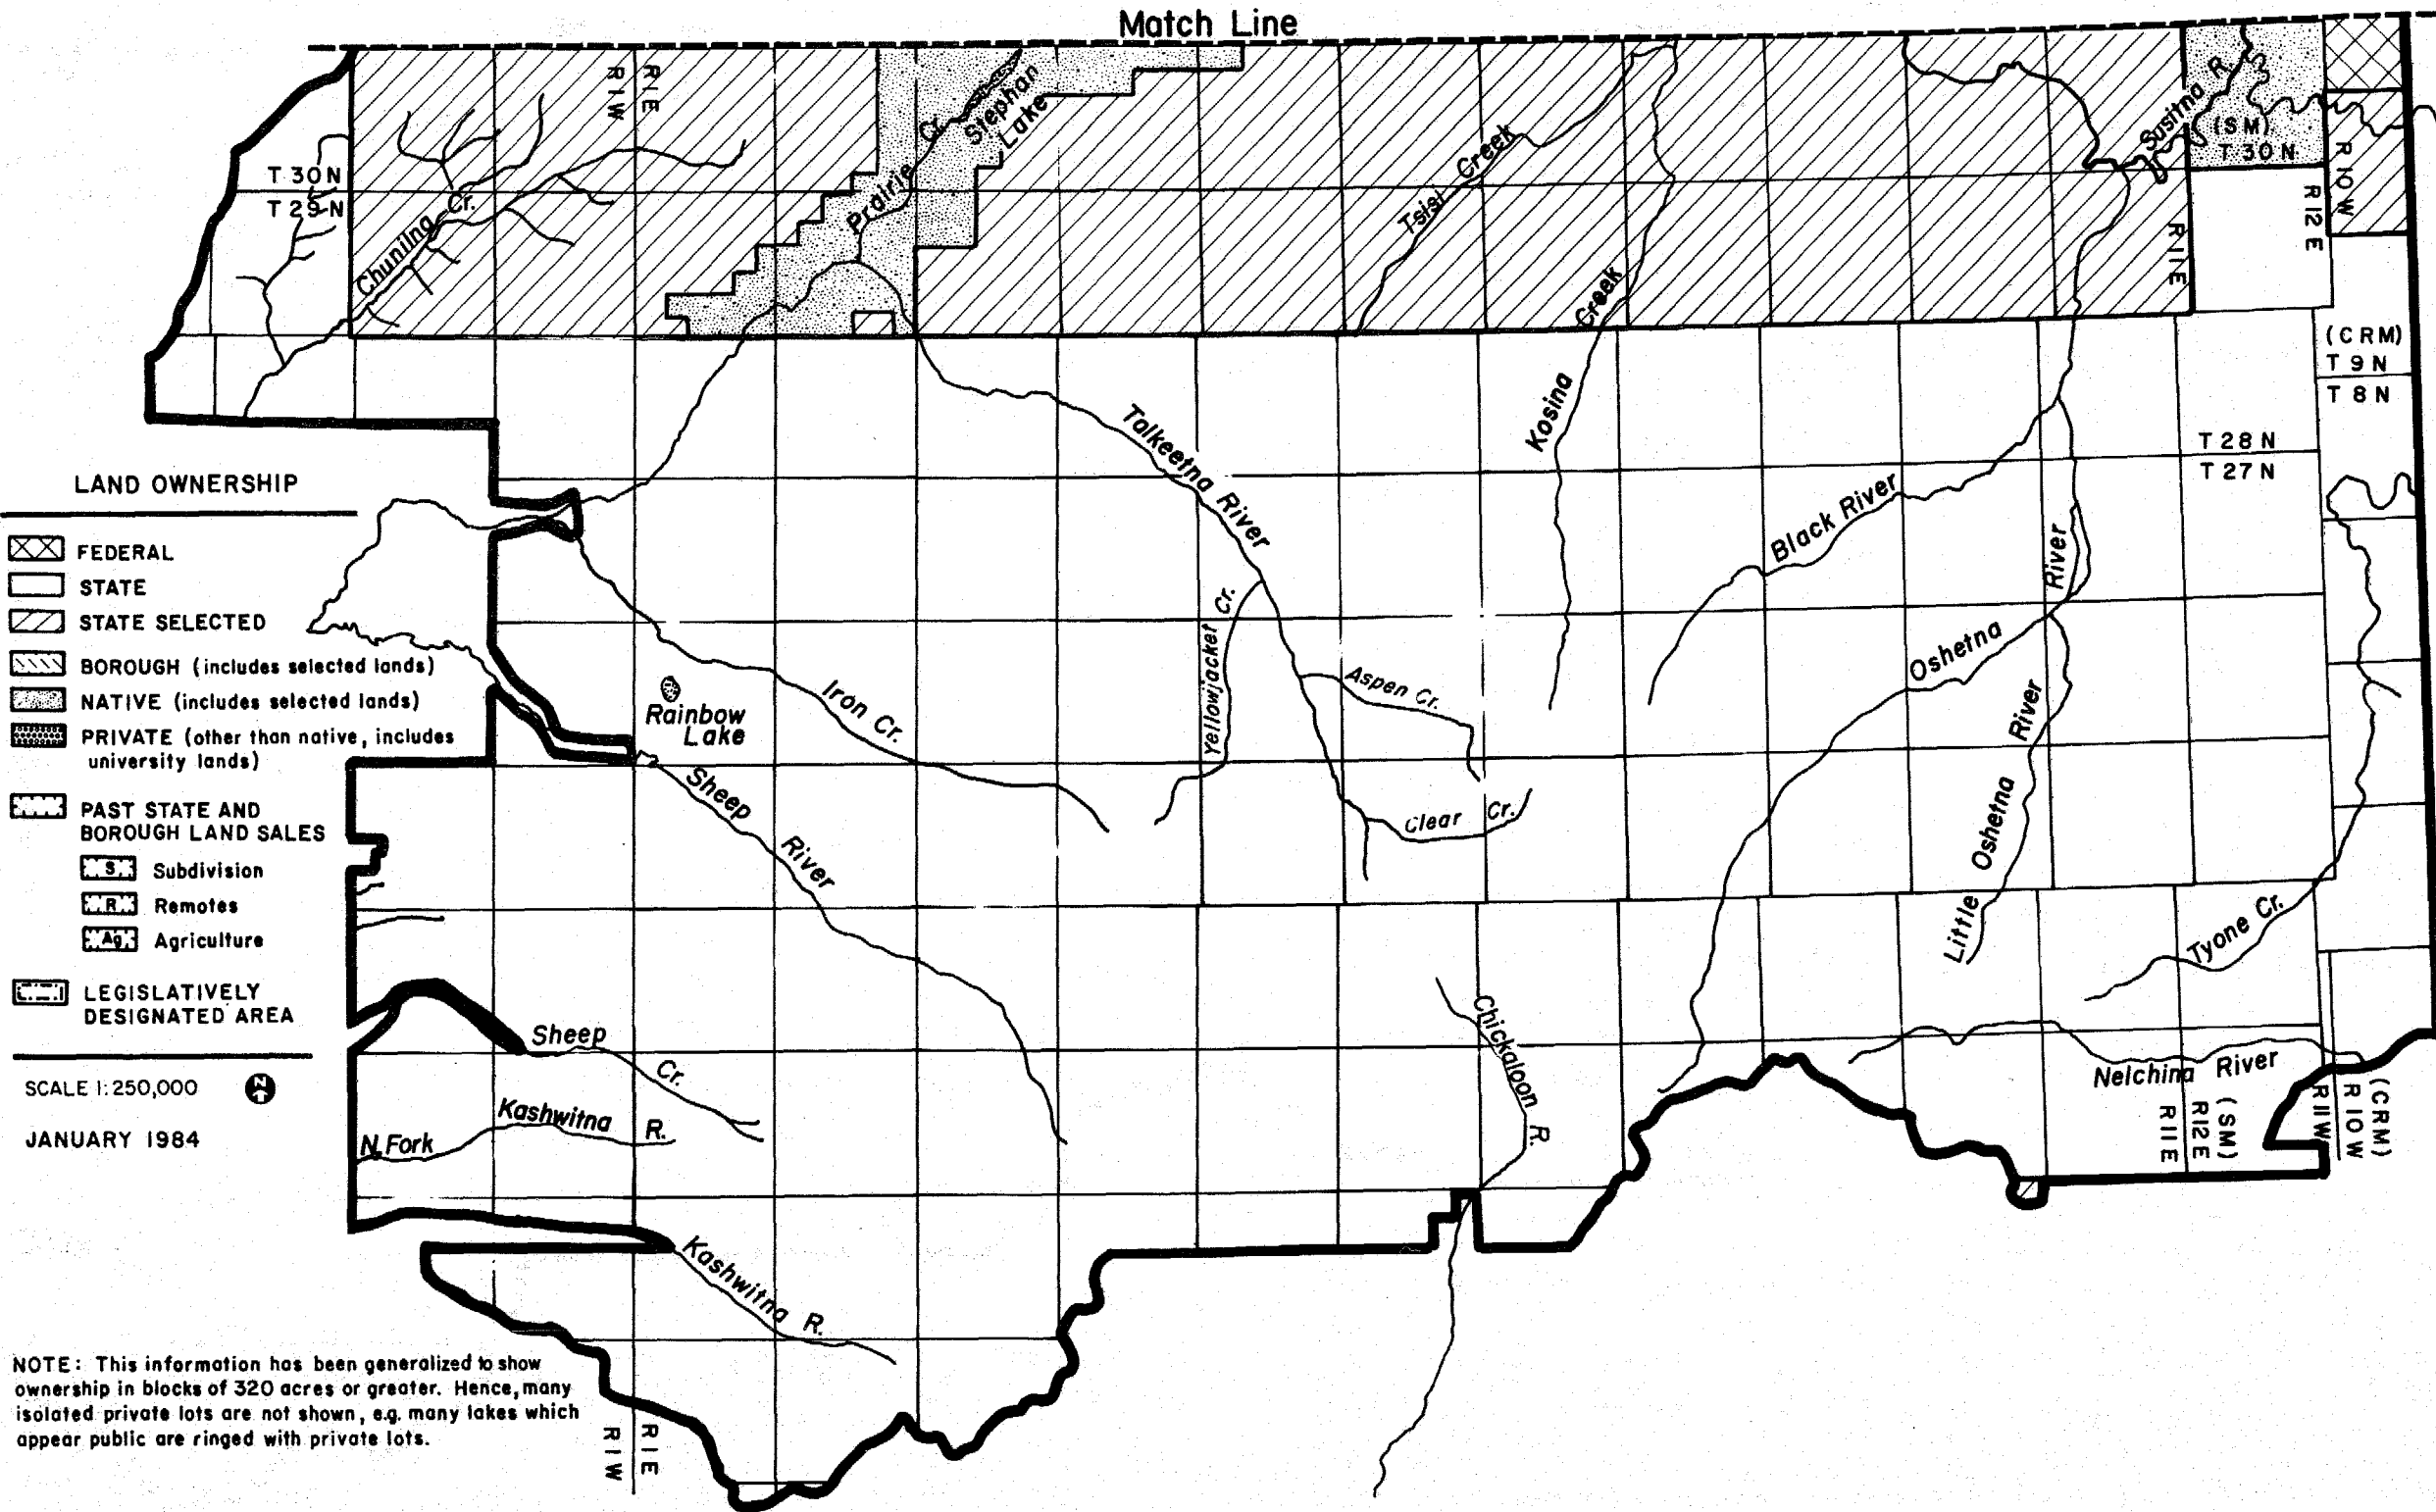 Match Line
R I W
R I E
T 30 N
T 29 N
Chunilna Cr.
Prairie Cr.
Stephan
Lake
Tsisi Creek
Kosina Creek
Susitna R.
(SM)
T 30 N
R 10 W
R 12 E
R 11 E
(CRM)
T 9 N
T 8 N
T 28 N
T 27 N
Talkeetna River
Black River
Oshetna River
Little Oshetna River
Yellowjacket Cr.
Aspen Cr.
Clear Cr.
Iron Cr.
Rainbow
Lake
Sheep River
Tyone Cr.
Chickaloon R.
Nelchina River
Sheep Cr.
N. Fork Kashwitna R.
Kashwitna R.
R 11 E
R 12 E
(SM)
R 11 W
R 10 W
(CRM)
R I W
R I E
LAND OWNERSHIP
FEDERAL
STATE
STATE SELECTED
BOROUGH (includes selected lands)
NATIVE (includes selected lands)
PRIVATE (other than native, includes
university lands)
PAST STATE AND
BOROUGH LAND SALES
S Subdivision
R Remotes
Ag Agriculture
LEGISLATIVELY
DESIGNATED AREA
SCALE 1:250,000
N
JANUARY 1984
NOTE: This information has been generalized to show
ownership in blocks of 320 acres or greater. Hence, many
isolated private lots are not shown, e.g. many lakes which
appear public are ringed with private lots.